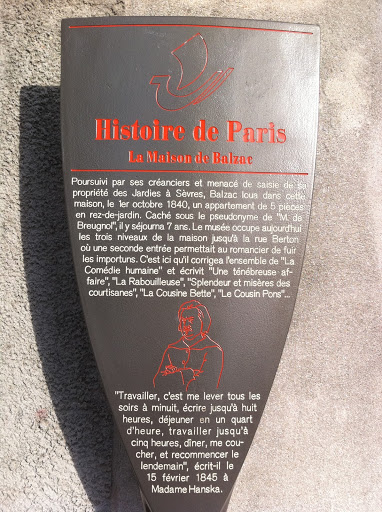 Histoire de Paris
La Maison de Balzac
Poursuivi par ses créanciers et menacé de saisie de sa
propriété des Jardies à Sèvres, Balzac loua dans cette
maison, le 1er octobre 1840, un appartement de 5 pièces
en rez-de-jardin. Caché sous le pseudonyme de "M. de
Breugnol", il y séjourna 7 ans. Le musée occupe aujourd'hui
les trois niveaux de la maison jusqu'à la rue Berton
où une seconde entrée permettait au romancier de fuir
les importuns. C'est ici qu'il corrigea l'ensemble de "La
Comédie humaine" et écrivit "Une ténébreuse af-
faire", "La Rabouilleuse", "Splendeur et misères des
courtisanes", "La Cousine Bette", "Le Cousin Pons"...
"Travailler, c'est me lever tous les
soirs à minuit, écrire jusqu'à huit
heures, déjeuner en un quart
d'heure, travailler jusqu'à
cinq heures, dîner, me cou-
cher, et recommencer le
lendemain", écrit-il le
15 février 1845 à
Madame Hanska.